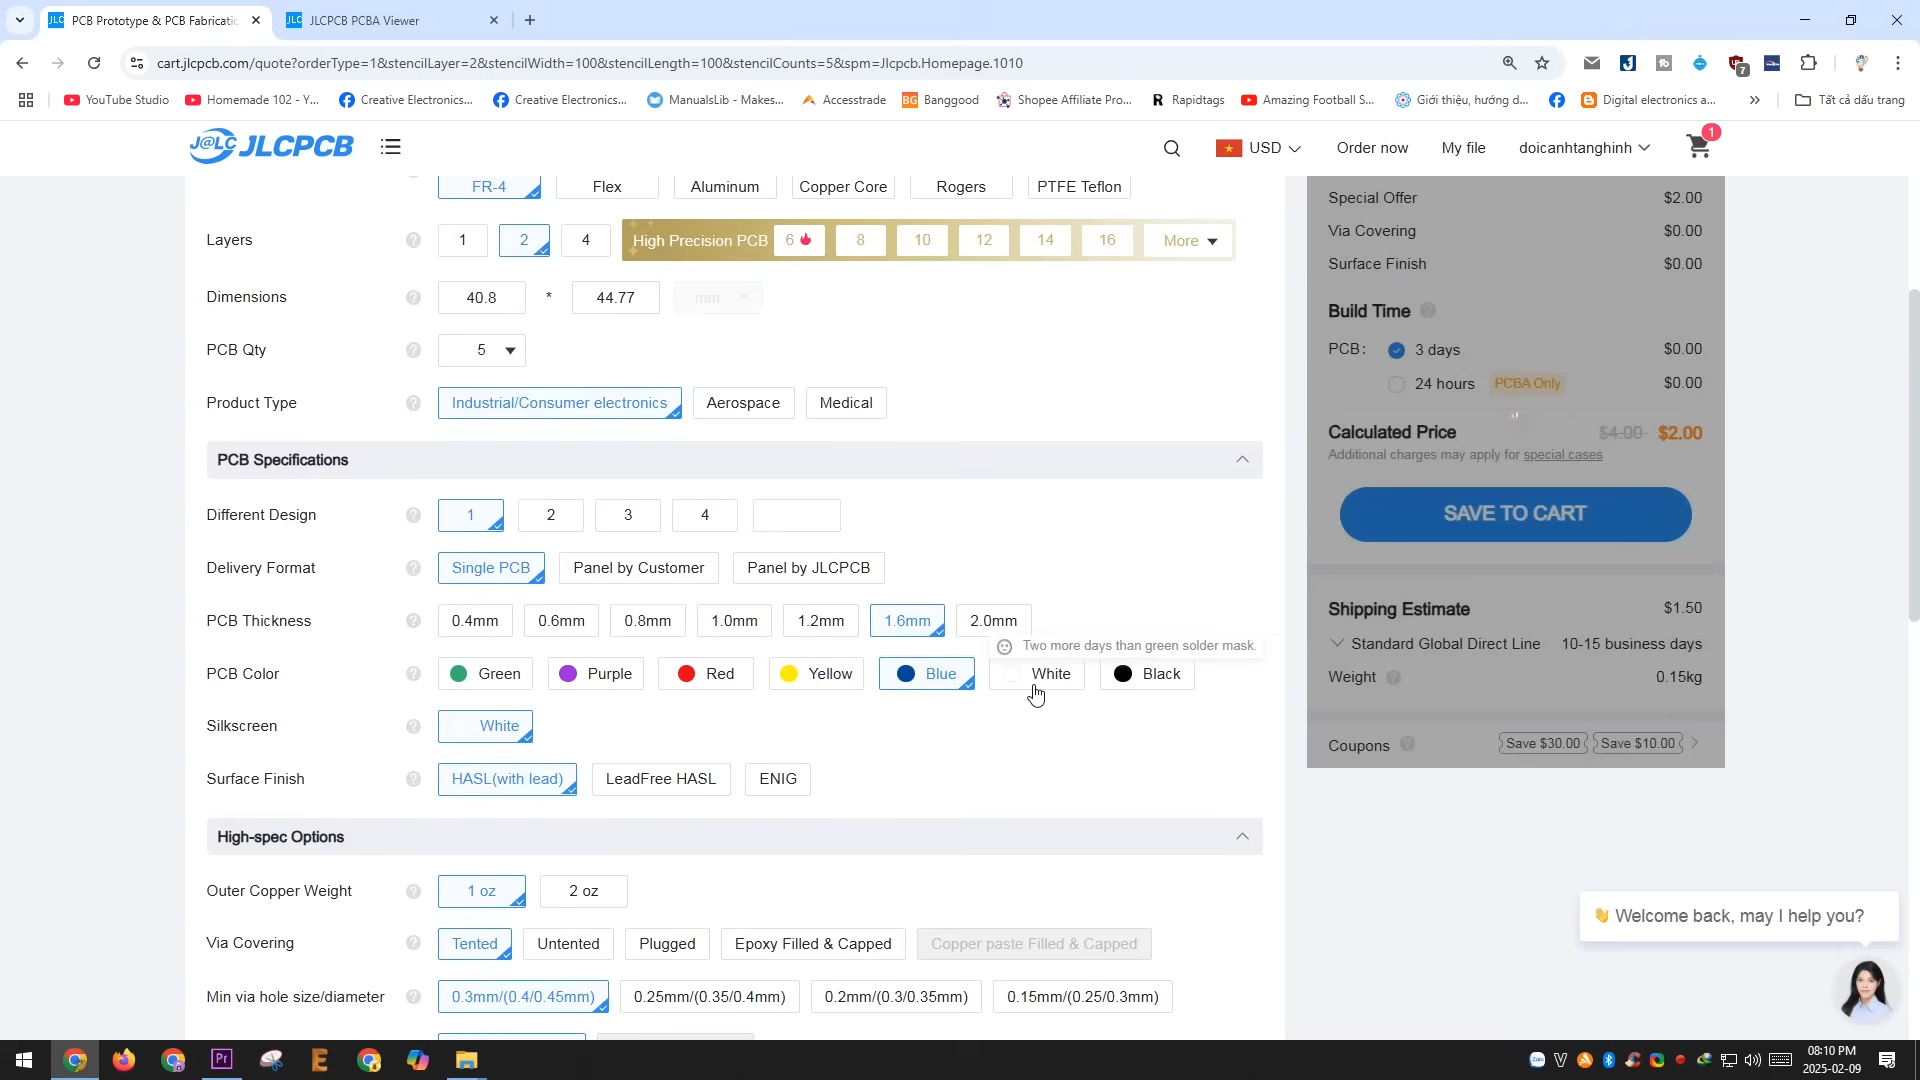 PCB Prototype & PCB Fabricatio
JLCPCB PCBA Viewer
cart.jlcpcb.com/quote?orderType=1&stencilLayer=2&stencilWidth=100&stencilLength=100&stencilCounts=5&spm=Jlcpcb.Homepage.1010
7
YouTube Studio
Homemade 102 - Y...
Creative Electronics...
Creative Electronics...
ManualsLib - Makes...
Accesstrade
BG Banggood
Shopee Affiliate Pro...
R Rapidtags
Amazing Football S...
Giới thiệu, hướng d...
Digital electronics a...
Tất cả dấu trang
J@LC JLCPCB
USD
Order now
My file
doicanhtanghinh
1
FR-4
Flex
Aluminum
Copper Core
Rogers
PTFE Teflon
Layers
1
2
4
High Precision PCB
6
8
10
12
14
16
More
Dimensions
40.8
*
44.77
mm
PCB Qty
5
Product Type
Industrial/Consumer electronics
Aerospace
Medical
PCB Specifications
Different Design
1
2
3
4
Delivery Format
Single PCB
Panel by Customer
Panel by JLCPCB
PCB Thickness
0.4mm
0.6mm
0.8mm
1.0mm
1.2mm
1.6mm
2.0mm
Two more days than green solder mask.
PCB Color
Green
Purple
Red
Yellow
Blue
White
Black
Silkscreen
White
Surface Finish
HASL(with lead)
LeadFree HASL
ENIG
High-spec Options
Outer Copper Weight
1 oz
2 oz
Via Covering
Tented
Untented
Plugged
Epoxy Filled & Capped
Copper paste Filled & Capped
Min via hole size/diameter
0.3mm/(0.4/0.45mm)
0.25mm/(0.35/0.4mm)
0.2mm/(0.3/0.35mm)
0.15mm/(0.25/0.3mm)
Special Offer
$2.00
Via Covering
$0.00
Surface Finish
$0.00
Build Time
PCB:
3 days
$0.00
24 hours
PCBA Only
$0.00
Calculated Price
$4.00
$2.00
Additional charges may apply for special cases
SAVE TO CART
Shipping Estimate
$1.50
Standard Global Direct Line
10-15 business days
Weight
0.15kg
Coupons
Save $30.00
Save $10.00
👋 Welcome back, may I help you?
08:10 PM
2025-02-09